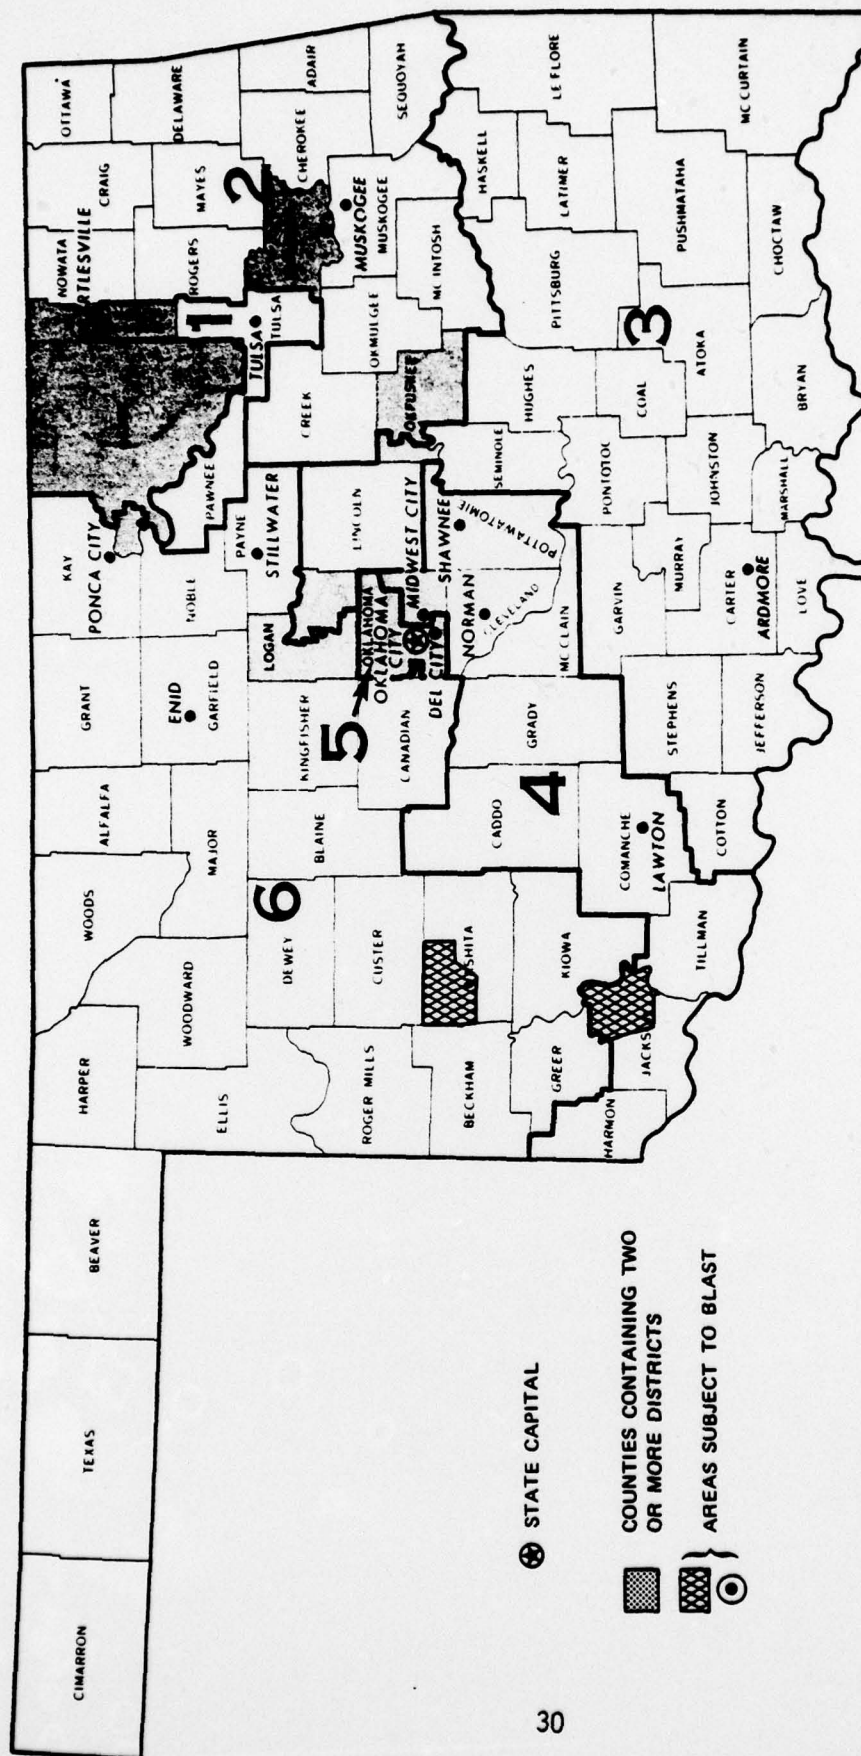 CIMARRON
TEXAS
BEAVER
HARPER
WOODS
ALFALFA
GRANT
KAY
PONCA CITY
NOWATA
CRAIG
OTTAWA
RTLESVILLE
ELLIS
WOODWARD
MAJOR
ENID
GARFIELD
NOBLE
PAWNEE
ROGERS
MAYES
DELAWARE
1
2
TULSA
TULSA
6
DEWEY
BLAINE
KINGFISHER
LOGAN
PAYNE
STILLWATER
CREEK
CHEROKEE
ADAIR
ROGER MILLS
CUSTER
CANADIAN
5
OKLAHOMA
OKLAHOMA
CITY
MIDWEST CITY
DEL CITY
LINCOLN
OKFUSKEE
OKMULGEE
MUSKOGEE
MUSKOGEE
SEQUOYAH
BECKHAM
SHITA
CADDO
GRADY
NORMAN
CLEVELAND
MC CLAIN
SHAWNEE
POTTAWATOMIE
SEMINOLE
HUGHES
MC INTOSH
HASKELL
PITTSBURG
LATIMER
LE FLORE
GREER
KIOWA
4
COMANCHE
LAWTON
GARVIN
PONTOTOC
COAL
3
HARMON
JACKS
TILLMAN
COTTON
STEPHENS
JEFFERSON
MURRAY
CARTER
ARDMORE
LOVE
JOHNSTON
MARSHALL
ATOKA
BRYAN
PUSHMATAHA
CHOCTAW
MC CURTAIN
STATE CAPITAL
COUNTIES CONTAINING TWO
OR MORE DISTRICTS
AREAS SUBJECT TO BLAST
30